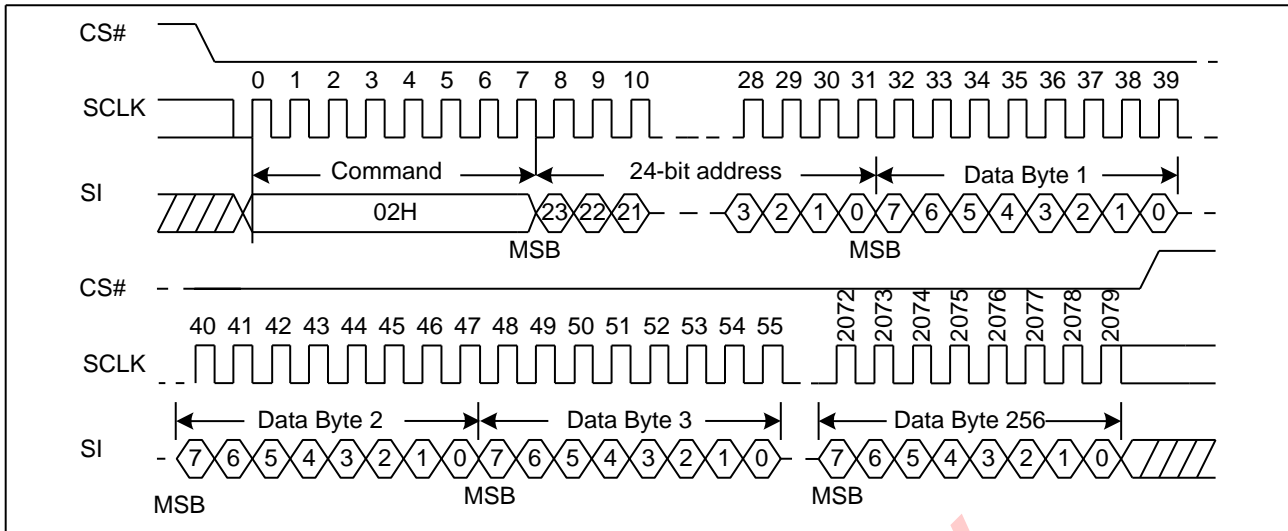 CS#
0 1 2 3 4 5 6 7 8 9 10 28 29 30 31 32 33 34 35 36 37 38 39
SCLK
Command 24-bit address Data Byte 1
SI
02H 23 22 21 3 2 1 0 7 6 5 4 3 2 1 0
MSB MSB
CS#
40 41 42 43 44 45 46 47 48 49 50 51 52 53 54 55 2072 2073 2074 2075 2076 2077 2078 2079
SCLK
Data Byte 2 Data Byte 3 Data Byte 256
SI
7 6 5 4 3 2 1 0 7 6 5 4 3 2 1 0 7 6 5 4 3 2 1 0
MSB MSB MSB